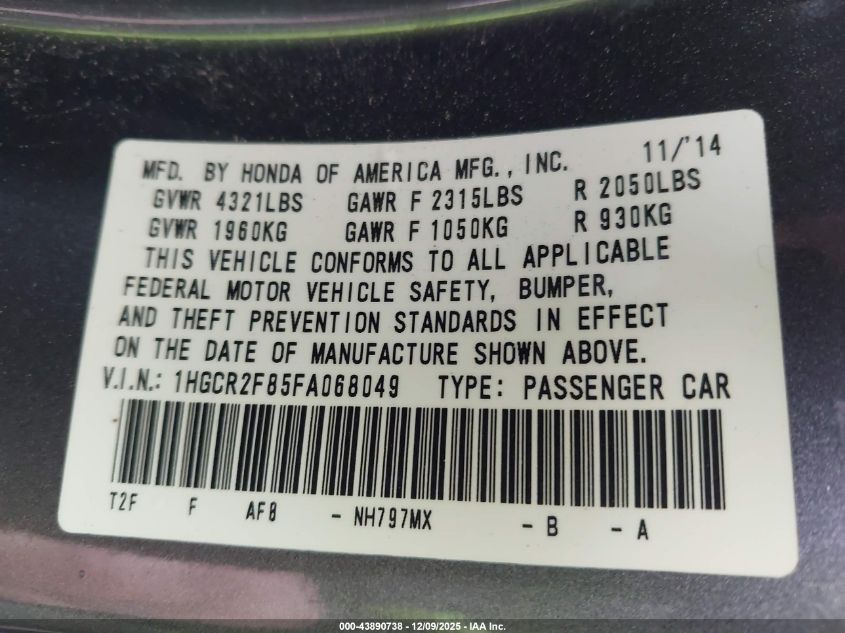 MFD. BY HONDA OF AMERICA MFG., INC. 11/'14
GVWR 4321LBS GAWR F 2315LBS R 2050LBS
GVWR 1960KG GAWR F 1050KG R 930KG
THIS VEHICLE CONFORMS TO ALL APPLICABLE
FEDERAL MOTOR VEHICLE SAFETY, BUMPER,
AND THEFT PREVENTION STANDARDS IN EFFECT
ON THE DATE OF MANUFACTURE SHOWN ABOVE.
V.I.N.: 1HGCR2F85FA068049 TYPE: PASSENGER CAR
T2F F AF8 - NH797MX - B - A
000-43890738 - 12/09/2025 - IAA Inc.